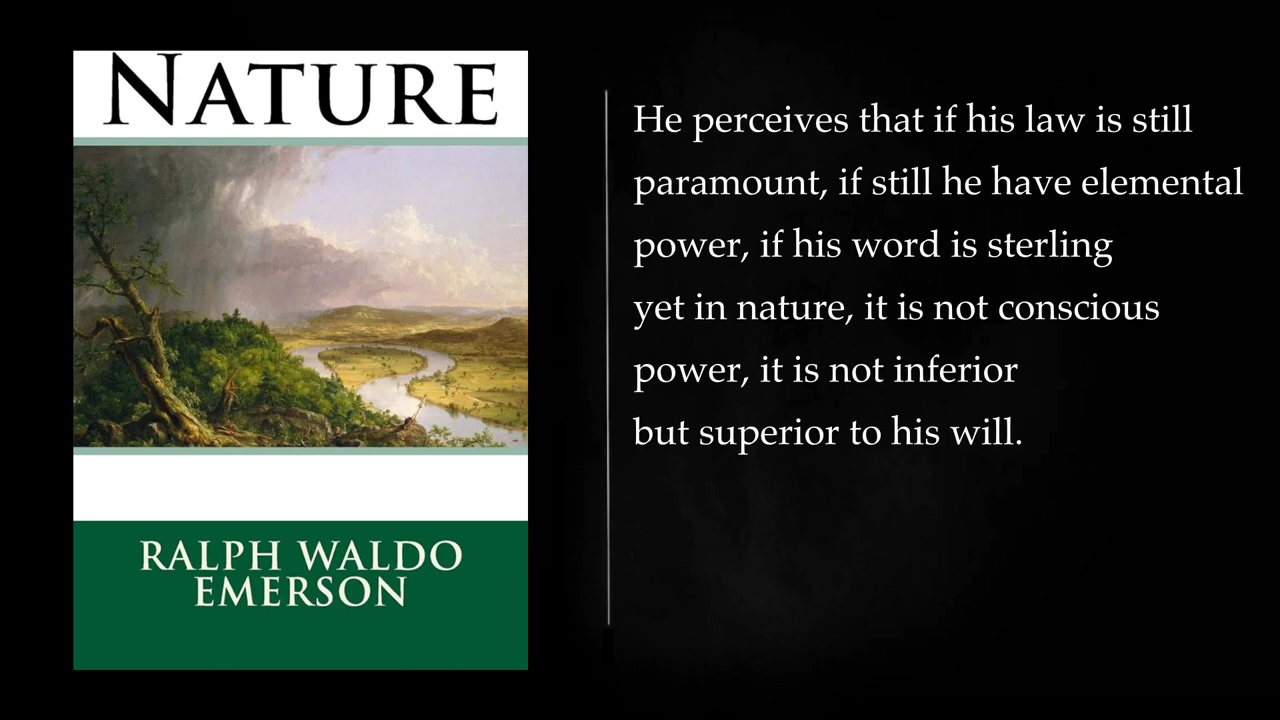 NATURE
RALPH WALDO
EMERSON
He perceives that if his law is still
paramount, if still he have elemental
power, if his word is sterling
yet in nature, it is not conscious
power, it is not inferior
but superior to his will.